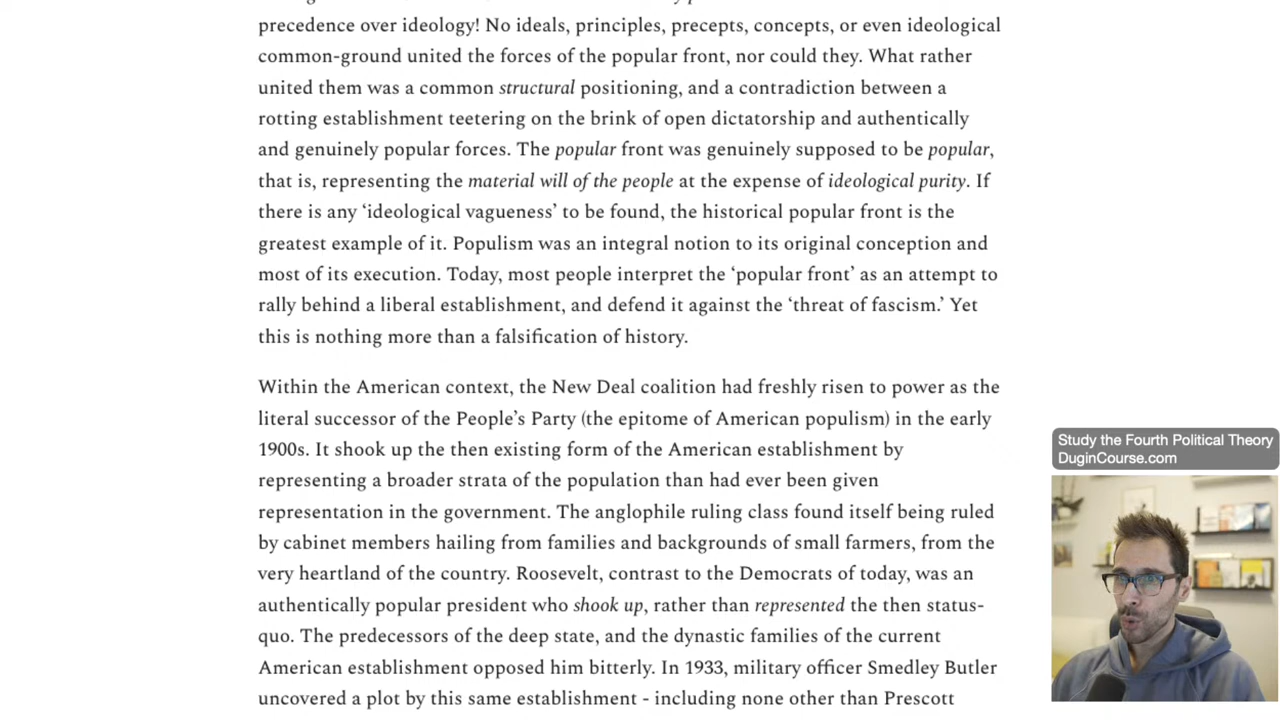 precedence over ideology! No ideals, principles, precepts, concepts, or even ideological
common-ground united the forces of the popular front, nor could they. What rather
united them was a common structural positioning, and a contradiction between a
rotting establishment teetering on the brink of open dictatorship and authentically
and genuinely popular forces. The popular front was genuinely supposed to be popular,
that is, representing the material will of the people at the expense of ideological purity. If
there is any ‘ideological vagueness’ to be found, the historical popular front is the
greatest example of it. Populism was an integral notion to its original conception and
most of its execution. Today, most people interpret the ‘popular front’ as an attempt to
rally behind a liberal establishment, and defend it against the ‘threat of fascism.’ Yet
this is nothing more than a falsification of history.
Within the American context, the New Deal coalition had freshly risen to power as the
literal successor of the People’s Party (the epitome of American populism) in the early
1900s. It shook up the then existing form of the American establishment by
representing a broader strata of the population than had ever been given
representation in the government. The anglophile ruling class found itself being ruled
by cabinet members hailing from families and backgrounds of small farmers, from the
very heartland of the country. Roosevelt, contrast to the Democrats of today, was an
authentically popular president who shook up, rather than represented the then status-
quo. The predecessors of the deep state, and the dynastic families of the current
American establishment opposed him bitterly. In 1933, military officer Smedley Butler
uncovered a plot by this same establishment - including none other than Prescott
Study the Fourth Political Theory
DuginCourse.com